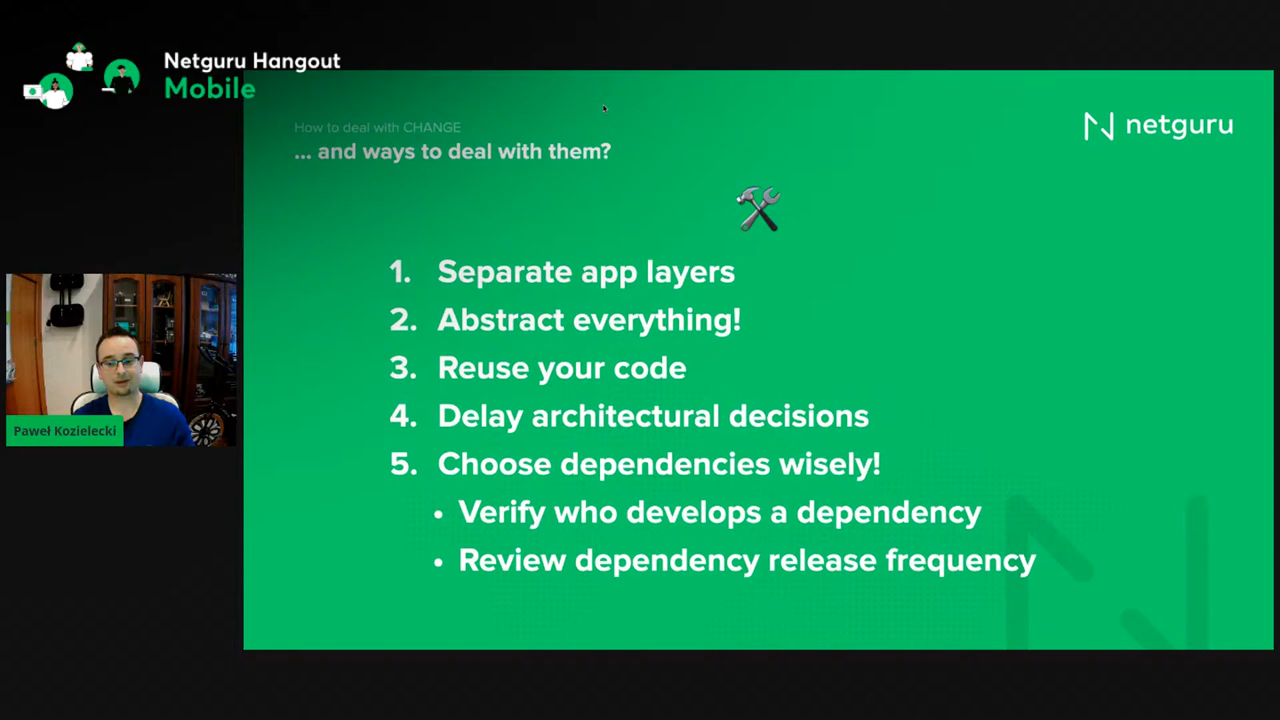 Netguru Hangout
Mobile
How to deal with CHANGE
... and ways to deal with them?
netguru
1. Separate app layers
2. Abstract everything!
3. Reuse your code
4. Delay architectural decisions
5. Choose dependencies wisely!
• Verify who develops a dependency
• Review dependency release frequency
Paweł Kozielecki